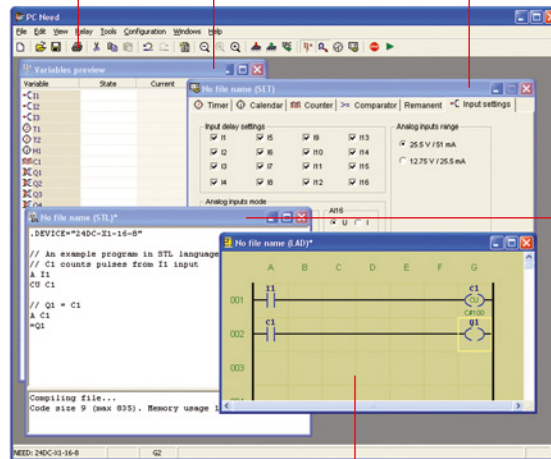 PC Need
File Edit View Relay Tools Configuration Windows Help
Variables preview
Variable State Current
I1
I2
I3
T1
T2
H1
C1
Q1
Q2
Q3
Q4
No file name (SET)
Timer Calendar Counter Comparator Remanent Input settings
Input delay settings
I1 I5 I9 I13
I2 I6 I10 I14
I3 I7 I11 I15
I4 I8 I12 I16
Analog inputs range
25.5 V / 51 mA
12.75 V / 25.5 mA
Analog inputs mode
AI16
U I
No file name (STL)*
.DEVICE="24DC-X1-16-8"
// An example program in STL language
// C1 counts pulses from I1 input
A I1
CU C1
// Q1 = C1
A C1
=Q1
Compiling file...
Code size 9 (max 835). Memory usage 1
No file name (LAD)*
A B C D E F G
I1 C1
001 CU
C#100
C1 Q1
002
003
NEED: 24DC-X1-16-8 G2